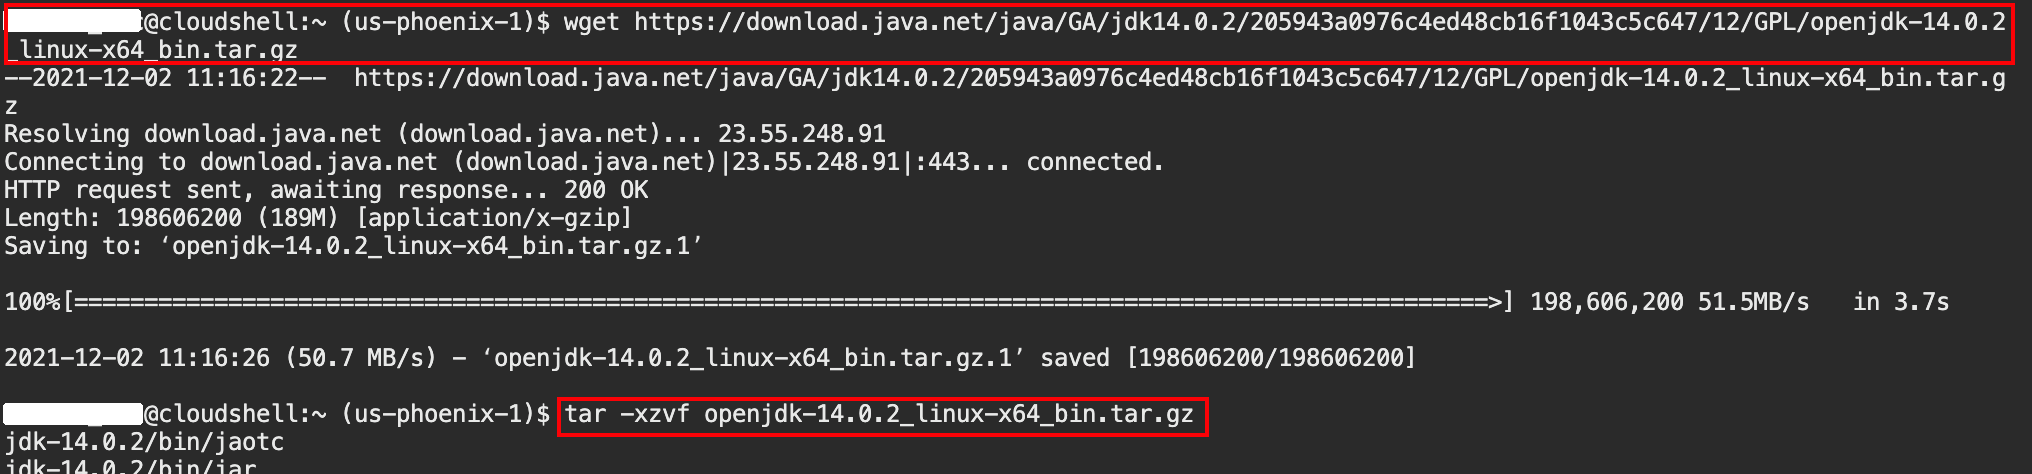 @cloudshell:~ (us-phoenix-1)$ wget https://download.java.net/java/GA/jdk14.0.2/205943a0976c4ed48cb16f1043c5c647/12/GPL/openjdk-14.0.2
_linux-x64_bin.tar.gz
--2021-12-02 11:16:22--  https://download.java.net/java/GA/jdk14.0.2/205943a0976c4ed48cb16f1043c5c647/12/GPL/openjdk-14.0.2_linux-x64_bin.tar.g
z
Resolving download.java.net (download.java.net)... 23.55.248.91
Connecting to download.java.net (download.java.net)|23.55.248.91|:443... connected.
HTTP request sent, awaiting response... 200 OK
Length: 198606200 (189M) [application/x-gzip]
Saving to: ‘openjdk-14.0.2_linux-x64_bin.tar.gz.1’
100%[=====================================================================================================>] 198,606,200 51.5MB/s   in 3.7s
2021-12-02 11:16:26 (50.7 MB/s) - ‘openjdk-14.0.2_linux-x64_bin.tar.gz.1’ saved [198606200/198606200]
@cloudshell:~ (us-phoenix-1)$ tar -xzvf openjdk-14.0.2_linux-x64_bin.tar.gz
jdk-14.0.2/bin/jaotc
jdk-14.0.2/bin/jar